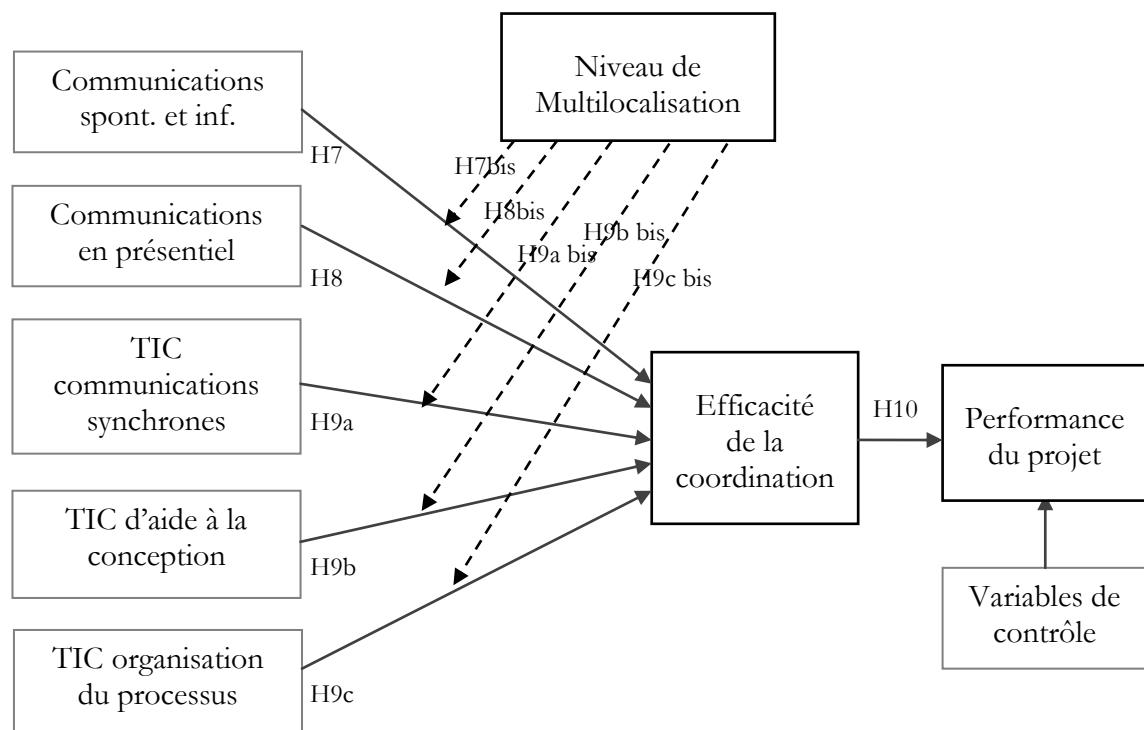 Communications
spont. et inf.
Niveau de
Multilocalisation
H7
H7bis
Communications
en présentiel
H8bis
H9b bis
H9a bis
H9c bis
H8
TIC
communications
synchrones
H9a
Efficacité
de la
coordination
H10
Performance
du projet
TIC d’aide à la
conception
H9b
Variables de
contrôle
TIC organisation
du processus
H9c